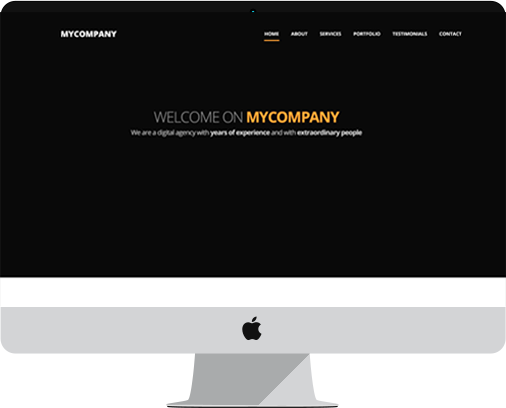 MYCOMPANY HOME ABOUT SERVICES PORTFOLIO TESTIMONIALS CONTACT
WELCOME ON MYCOMPANY
We are a digital agency with years of experience and with extraordinary people